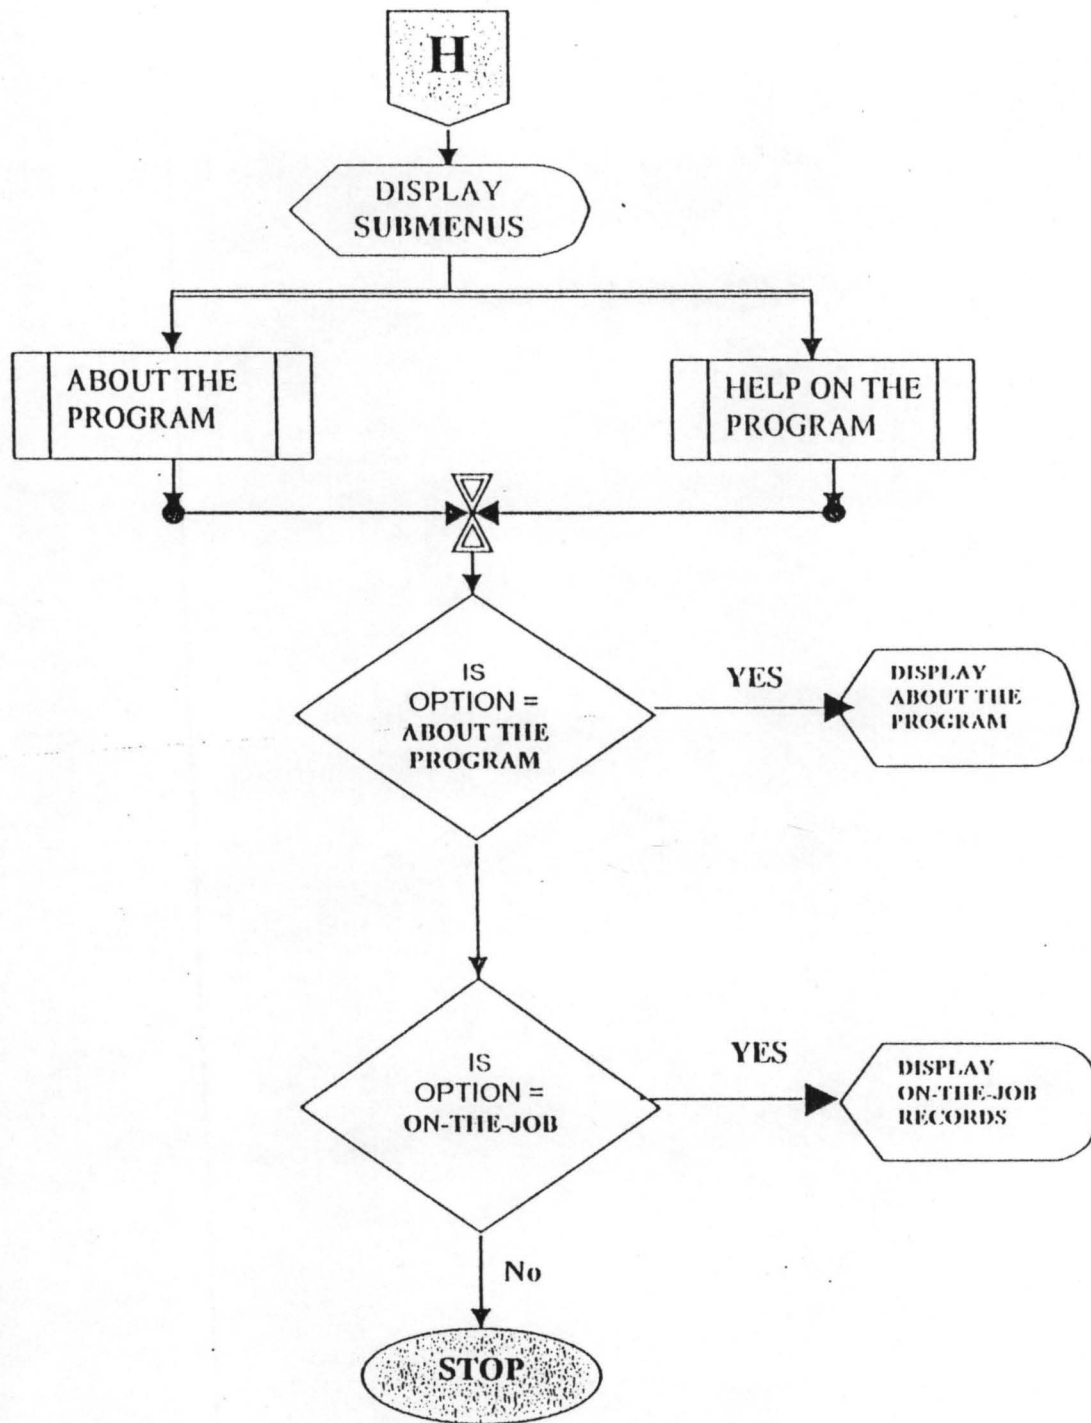 H
DISPLAY
SUBMENUS
ABOUT THE
PROGRAM
HELP ON THE
PROGRAM
IS
OPTION =
ABOUT THE
PROGRAM
YES
DISPLAY
ABOUT THE
PROGRAM
IS
OPTION =
ON-THE-JOB
YES
DISPLAY
ON-THE-JOB
RECORDS
No
STOP